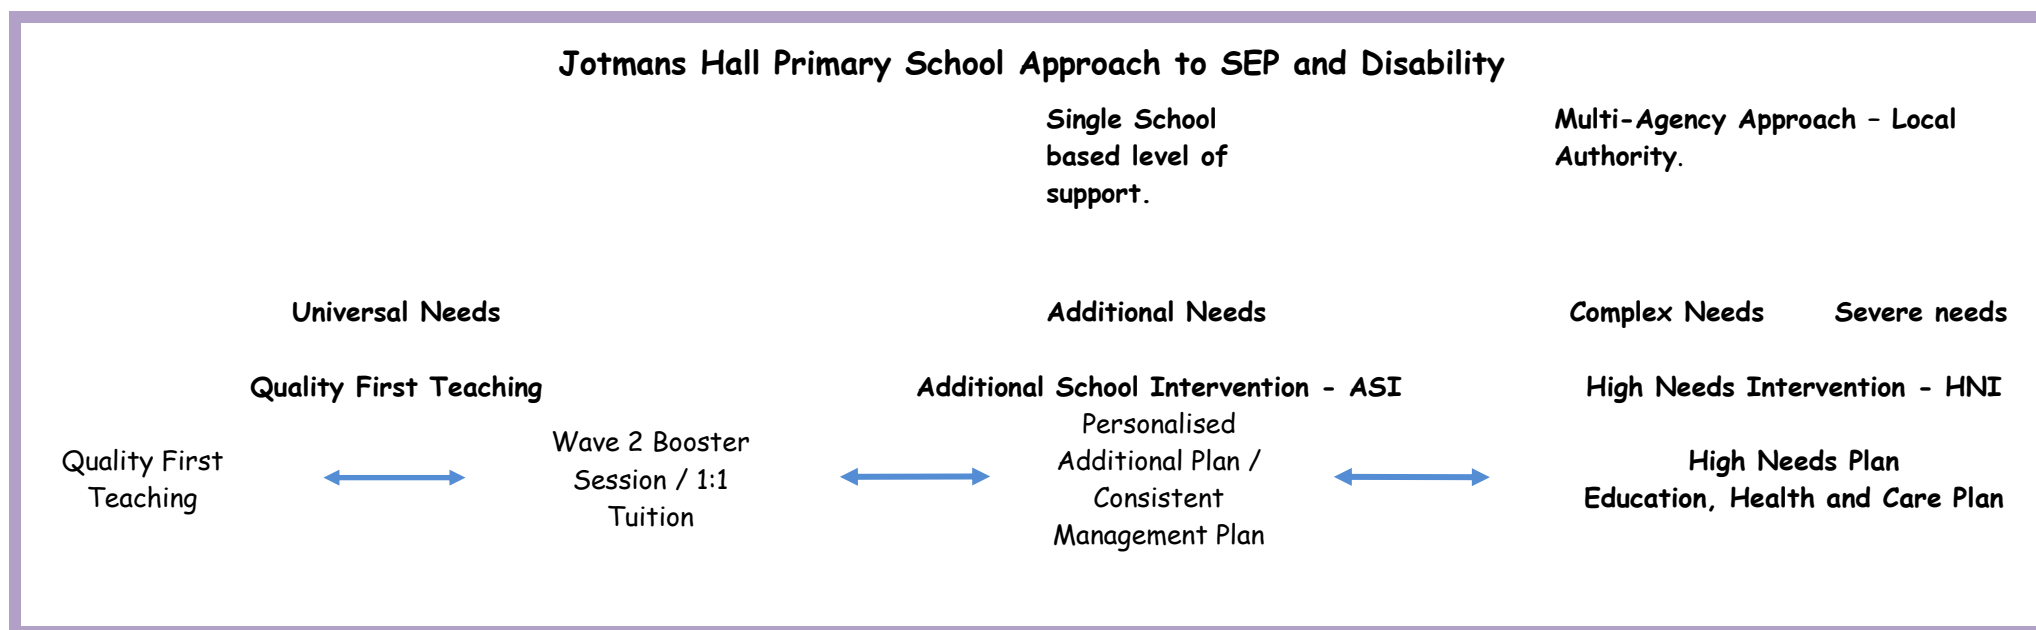 Jotmans Hall Primary School Approach to SEP and Disability
Single School
based level of
support.
Multi-Agency Approach – Local
Authority.
Universal Needs
Additional Needs
Complex Needs
Severe needs
Quality First Teaching
Additional School Intervention - ASI
High Needs Intervention - HNI
Quality First
Teaching
Wave 2 Booster
Session / 1:1
Tuition
Personalised
Additional Plan /
Consistent
Management Plan
High Needs Plan
Education, Health and Care Plan